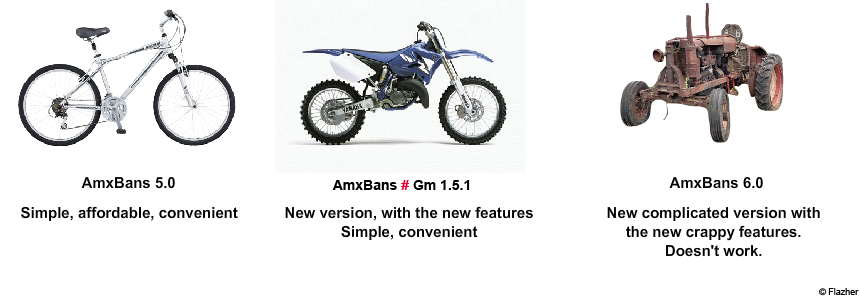 YAMAHA
AmxBans 5.0
Simple, affordable, convenient
AmxBans # Gm 1.5.1
New version, with the new features
Simple, convenient
AmxBans 6.0
New complicated version with
the new crappy features.
Doesn't work.
© Flazher